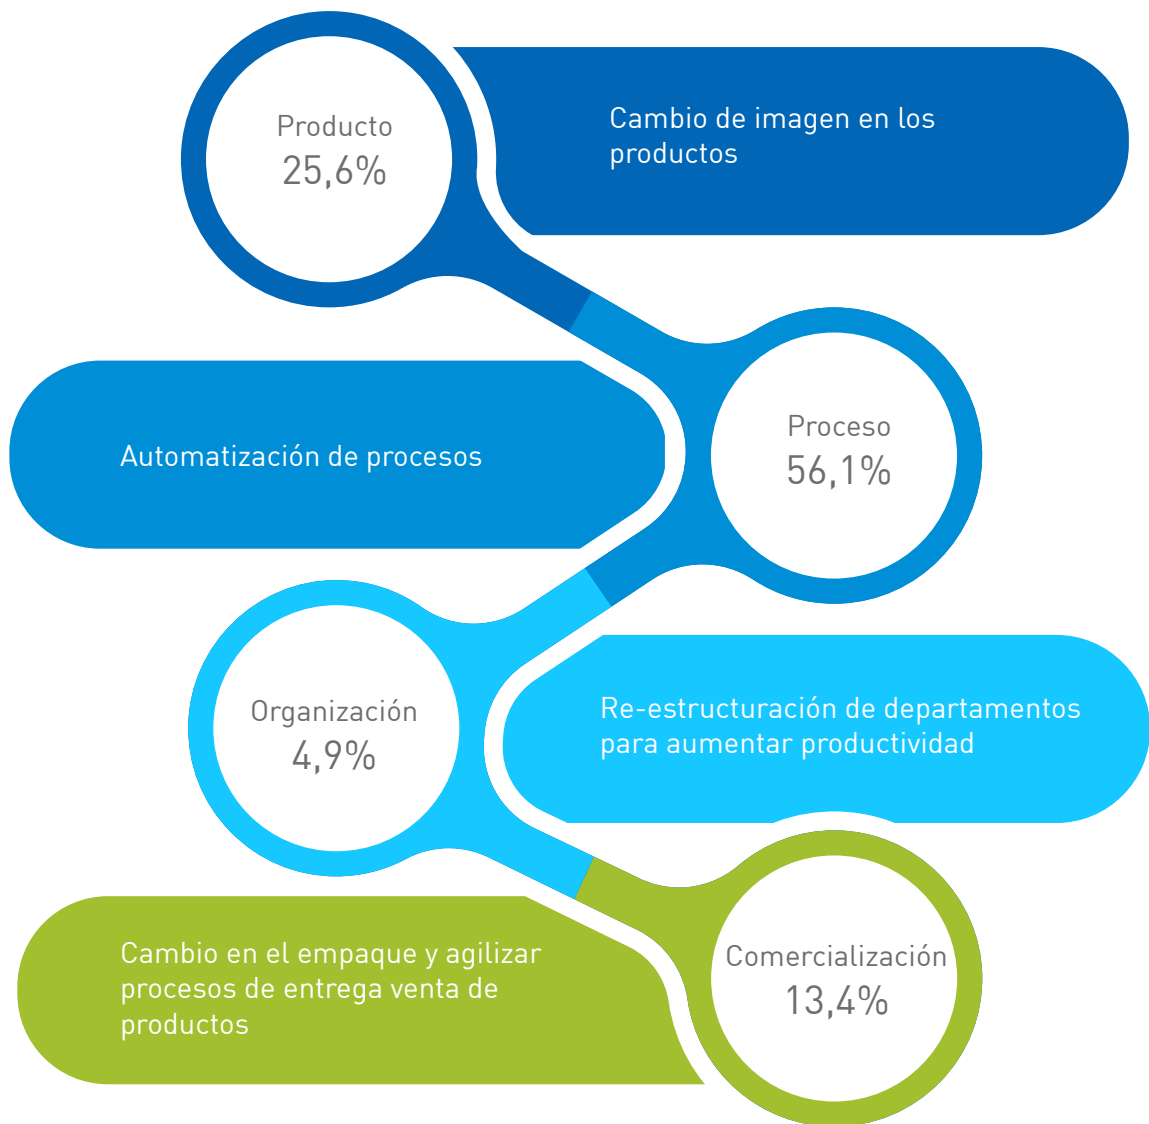 Producto
25,6%
Cambio de imagen en los
productos
Automatización de procesos
Proceso
56,1%
Organización
4,9%
Re-estructuración de departamentos
para aumentar productividad
Cambio en el empaque y agilizar
procesos de entrega venta de
productos
Comercialización
13,4%